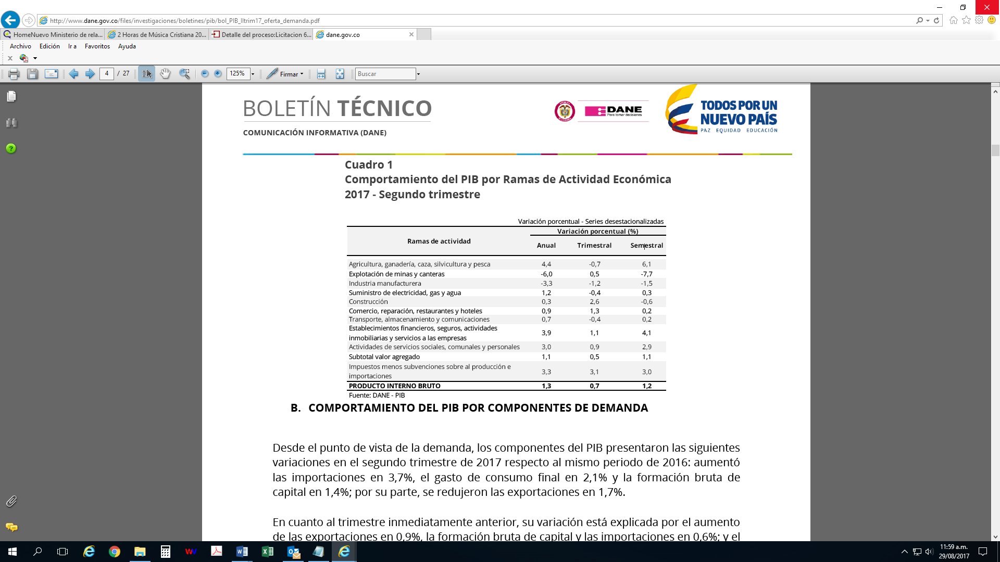 http://www.dane.gov.co/files/investigaciones/boletines/pib/bol_PIB_IItrim17_oferta_demanda.pdf
HomeNuevo Ministerio de rela...
2 Horas de Música Cristiana 20...
Detalle del proceso:Licitacion 6...
dane.gov.co
Archivo Edición Ir a Favoritos Ayuda
4 / 27 125% Firmar Buscar
BOLETÍN TÉCNICO
COMUNICACIÓN INFORMATIVA (DANE)
DANE
Para tomar decisiones
TODOS POR UN
NUEVO PAÍS
PAZ EQUIDAD EDUCACIÓN
Cuadro 1
Comportamiento del PIB por Ramas de Actividad Económica
2017 - Segundo trimestre
Variación porcentual - Series desestacionalizadas
Variación porcentual (%)
Ramas de actividad
Anual Trimestral Semestral
Agricultura, ganadería, caza, silvicultura y pesca 4,4 -0,7 6,1
Explotación de minas y canteras -6,0 0,5 -7,7
Industria manufacturera -3,3 -1,2 -1,5
Suministro de electricidad, gas y agua 1,2 -0,4 0,3
Construcción 0,3 2,6 -0,6
Comercio, reparación, restaurantes y hoteles 0,9 1,3 0,2
Transporte, almacenamiento y comunicaciones 0,7 -0,4 0,2
Establecimientos financieros, seguros, actividades
inmobiliarias y servicios a las empresas 3,9 1,1 4,1
Actividades de servicios sociales, comunales y personales 3,0 0,9 2,9
Subtotal valor agregado 1,1 0,5 1,1
Impuestos menos subvenciones sobre al producción e
importaciones 3,3 3,1 3,0
PRODUCTO INTERNO BRUTO 1,3 0,7 1,2
Fuente: DANE - PIB
B. COMPORTAMIENTO DEL PIB POR COMPONENTES DE DEMANDA
Desde el punto de vista de la demanda, los componentes del PIB presentaron las siguientes
variaciones en el segundo trimestre de 2017 respecto al mismo periodo de 2016: aumentó
las importaciones en 3,7%, el gasto de consumo final en 2,1% y la formación bruta de
capital en 1,4%; por su parte, se redujeron las exportaciones en 1,7%.
En cuanto al trimestre inmediatamente anterior, su variación está explicada por el aumento
de las exportaciones en 0,9%, la formación bruta de capital y las importaciones en 0,6%; y el
11:59 a.m.
29/08/2017